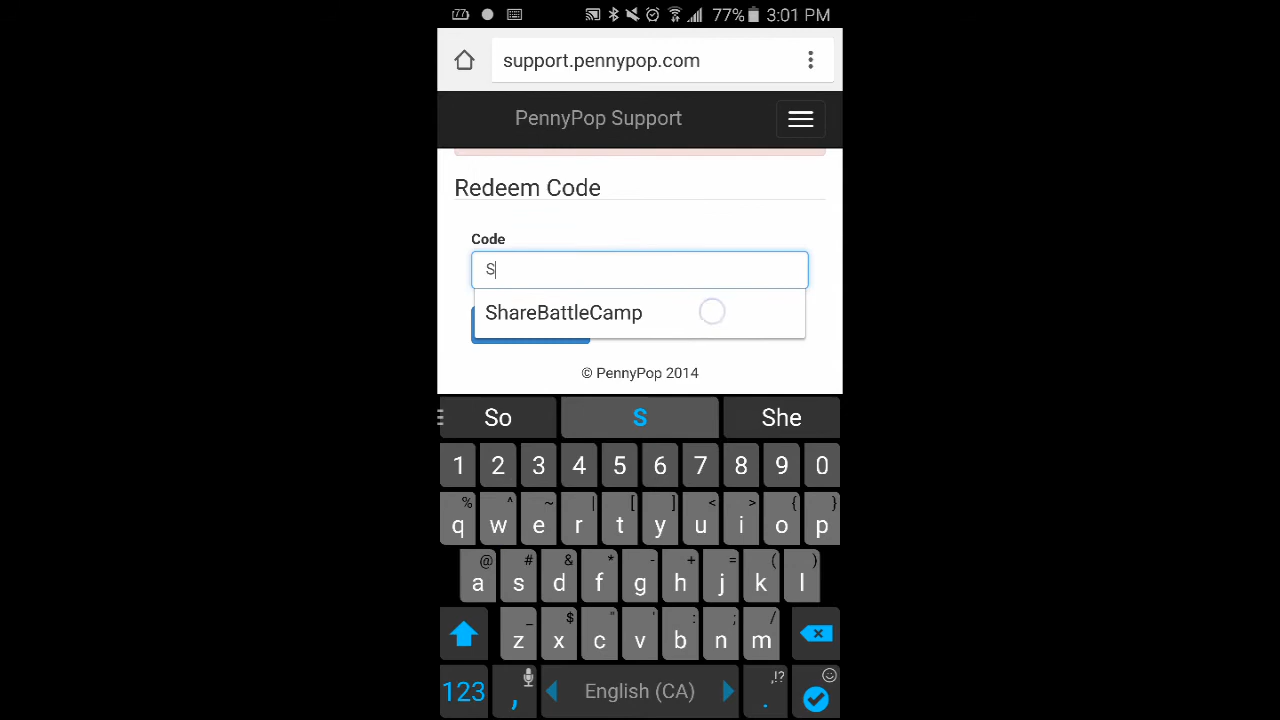 77 77% 3:01 PM
support.pennypop.com
PennyPop Support
Redeem Code
Code
S
ShareBattleCamp
© PennyPop 2014
So S She
1 2 3 4 5 6 7 8 9 0
% ^ ~ | [ ] < > { }
q w e r t y u i o p
@ # & * - + = ( )
a s d f g h j k l
_ $ " ' : ; /
z x c v b n m
,!?
123 , English (CA) .